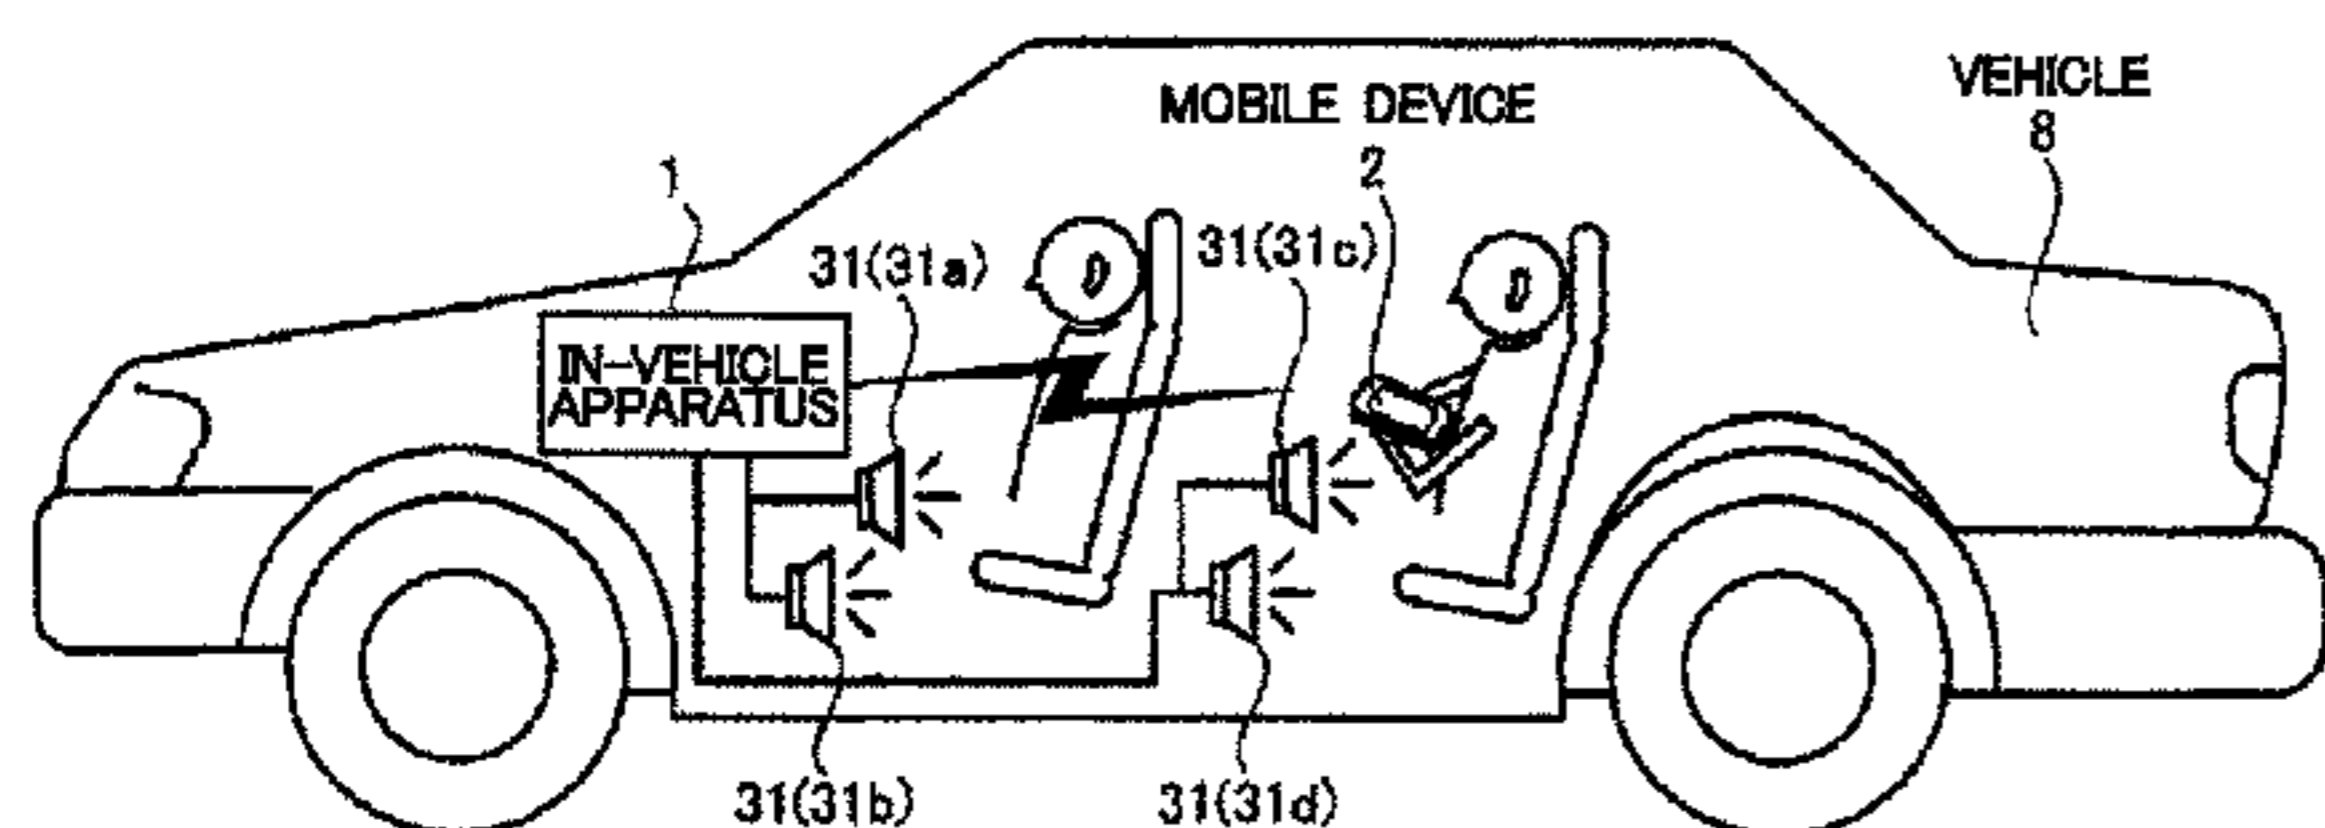 MOBILE DEVICE
2
VEHICLE
8
1
31(31a)
31(31c)
IN-VEHICLE
APPARATUS
31(31b)
31(31d)